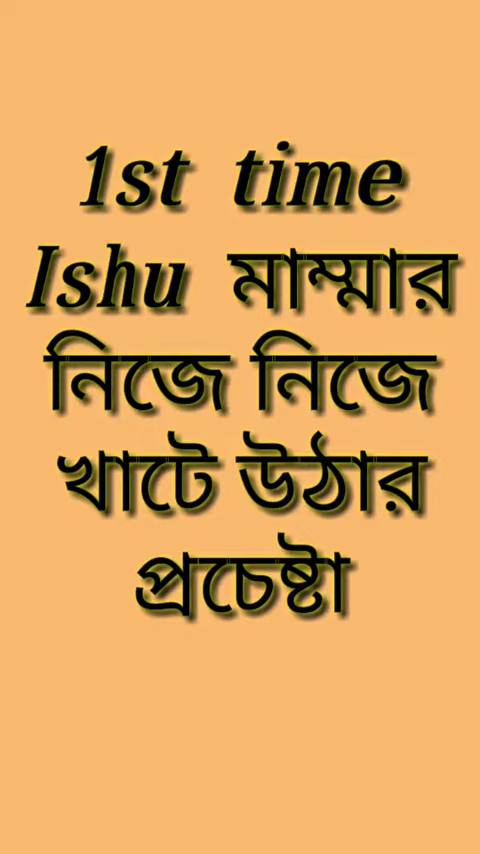 1st time
Ishu মাম্মার
নিজে নিজে
খাটে উঠার
প্রচেষ্টা